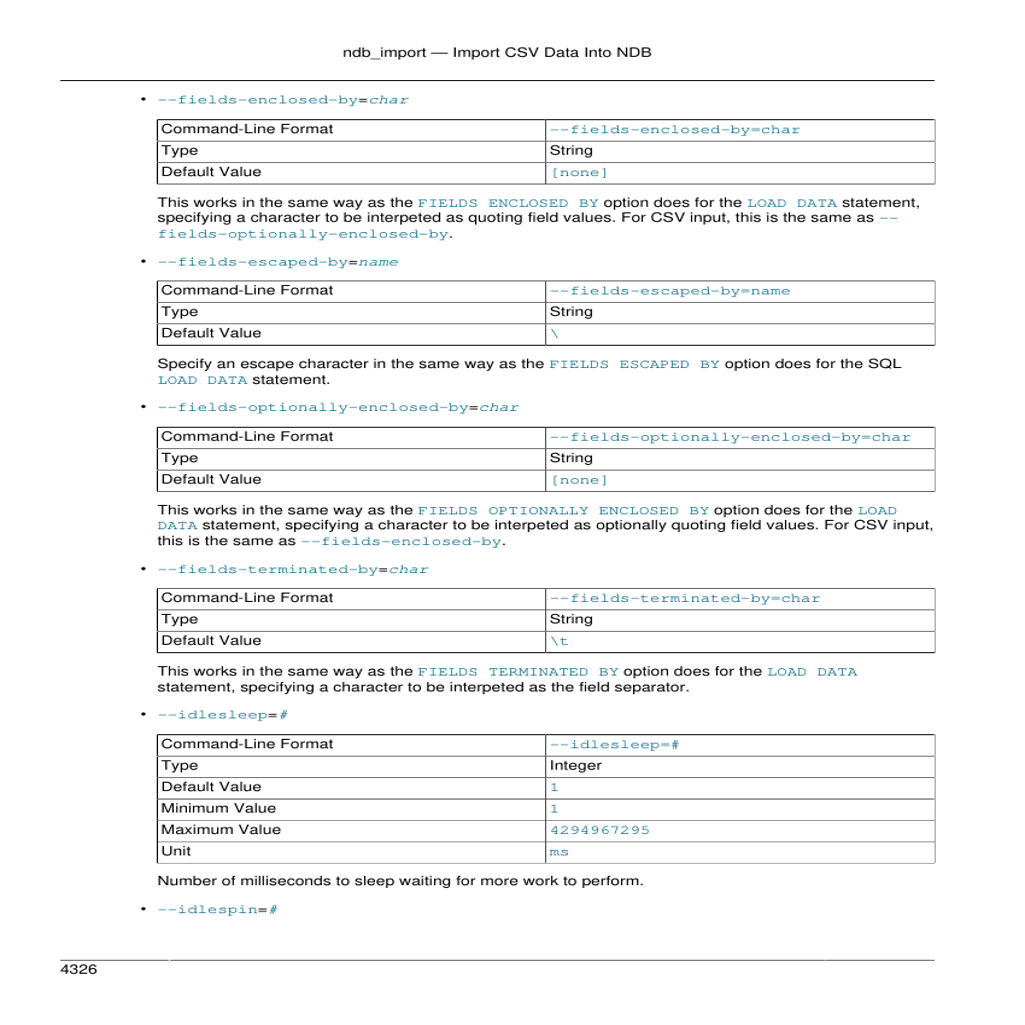 ndb_import — Import CSV Data Into NDB
• --fields-enclosed-by=char
Command-Line Format --fields-enclosed-by=char
Type String
Default Value [none]
This works in the same way as the FIELDS ENCLOSED BY option does for the LOAD DATA statement,
specifying a character to be interpeted as quoting field values. For CSV input, this is the same as --
fields-optionally-enclosed-by.
• --fields-escaped-by=name
Command-Line Format --fields-escaped-by=name
Type String
Default Value \
Specify an escape character in the same way as the FIELDS ESCAPED BY option does for the SQL
LOAD DATA statement.
• --fields-optionally-enclosed-by=char
Command-Line Format --fields-optionally-enclosed-by=char
Type String
Default Value [none]
This works in the same way as the FIELDS OPTIONALLY ENCLOSED BY option does for the LOAD
DATA statement, specifying a character to be interpeted as optionally quoting field values. For CSV input,
this is the same as --fields-enclosed-by.
• --fields-terminated-by=char
Command-Line Format --fields-terminated-by=char
Type String
Default Value \t
This works in the same way as the FIELDS TERMINATED BY option does for the LOAD DATA
statement, specifying a character to be interpeted as the field separator.
• --idlesleep=#
Command-Line Format --idlesleep=#
Type Integer
Default Value 1
Minimum Value 1
Maximum Value 4294967295
Unit ms
Number of milliseconds to sleep waiting for more work to perform.
• --idlespin=#
4326